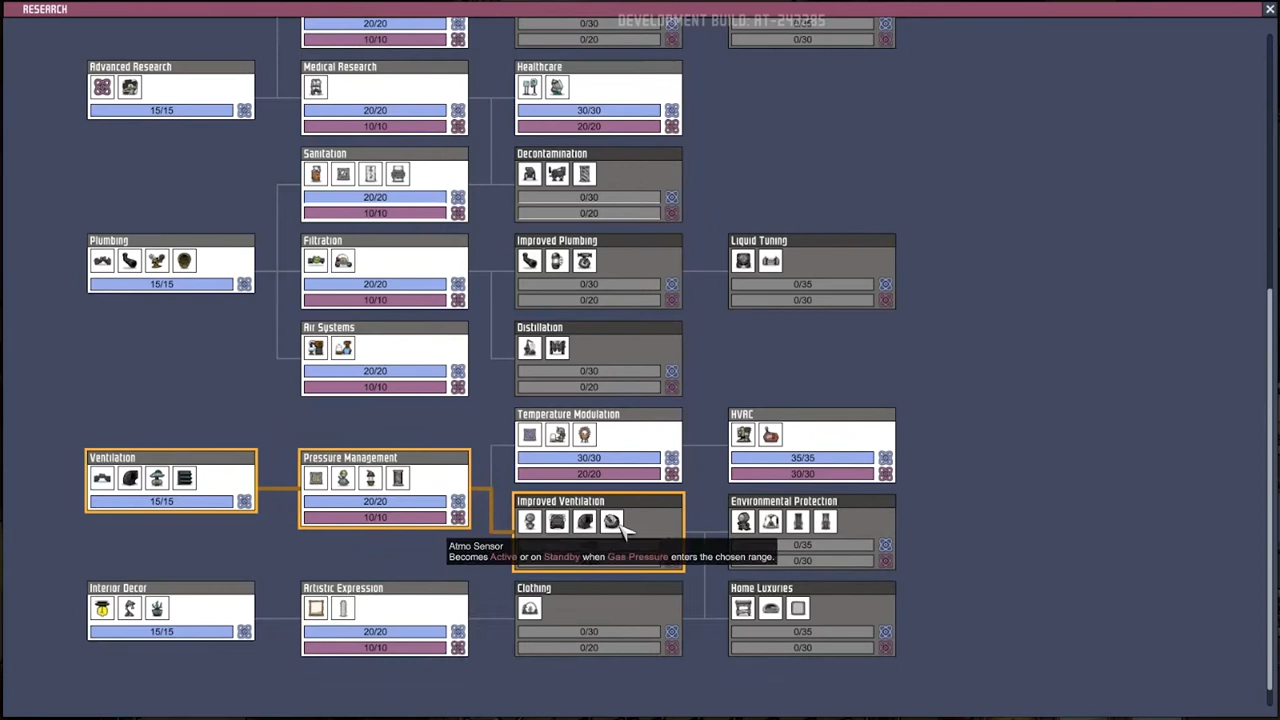 RESEARCH
DEVELOPMENT BUILD: AT-243285
20/20
10/10
0/30
0/20
0/35
0/30
Advanced Research
15/15
Medical Research
20/20
10/10
Healthcare
30/30
20/20
Sanitation
20/20
10/10
Decontamination
0/30
0/20
Plumbing
15/15
Filtration
20/20
10/10
Improved Plumbing
0/30
0/20
Liquid Tuning
0/35
0/30
Air Systems
20/20
10/10
Distillation
0/30
0/20
Temperature Modulation
30/30
20/20
HVAC
35/35
30/30
Ventilation
15/15
Pressure Management
20/20
10/10
Improved Ventilation
Environmental Protection
0/35
0/30
Atmo Sensor
Becomes Active or on Standby when Gas Pressure enters the chosen range.
Interior Decor
15/15
Artistic Expression
20/20
10/10
Clothing
0/30
0/20
Home Luxuries
0/35
0/30